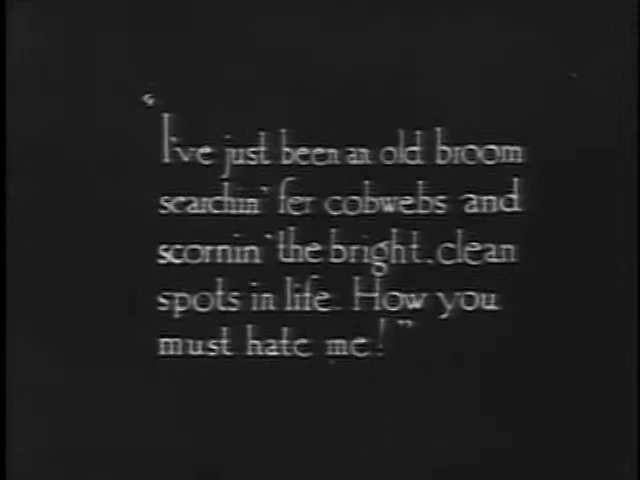 "I've just been an old broom
searchin' fer cobwebs and
scornin' the bright, clean
spots in life. How you
must hate me!"